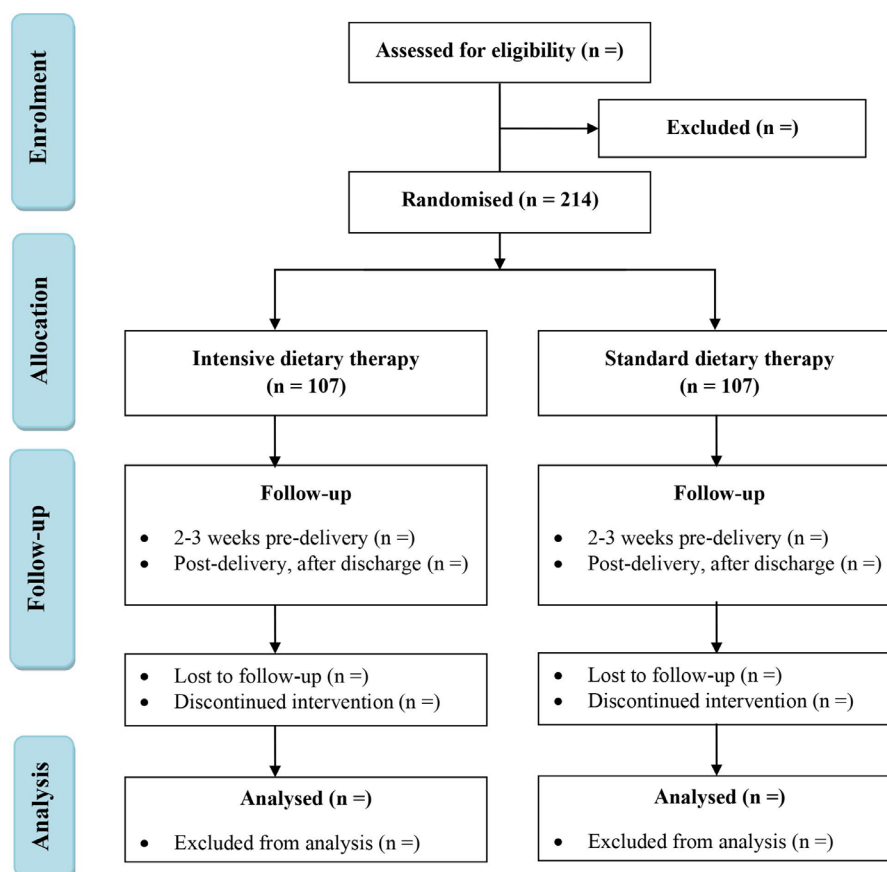 Enrolment
Assessed for eligibility (n =)
Excluded (n =)
Randomised (n = 214)
Allocation
Intensive dietary therapy
(n = 107)
Standard dietary therapy
(n = 107)
Follow-up
Follow-up
• 2-3 weeks pre-delivery (n =)
• Post-delivery, after discharge (n =)
Follow-up
• 2-3 weeks pre-delivery (n =)
• Post-delivery, after discharge (n =)
• Lost to follow-up (n =)
• Discontinued intervention (n =)
• Lost to follow-up (n =)
• Discontinued intervention (n =)
Analysis
Analysed (n =)
• Excluded from analysis (n =)
Analysed (n =)
• Excluded from analysis (n =)